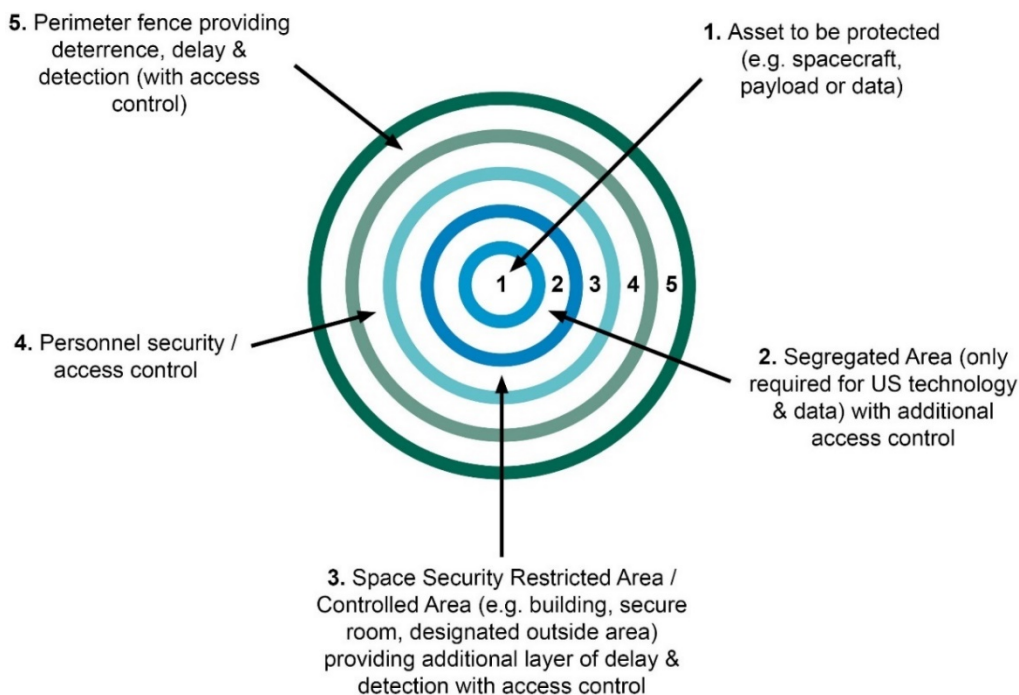 5. Perimeter fence providing
deterrence, delay &
detection (with access
control)
1. Asset to be protected
(e.g. spacecraft,
payload or data)
1 2 3 4 5
4. Personnel security /
access control
2. Segregated Area (only
required for US technology
& data) with additional
access control
3. Space Security Restricted Area /
Controlled Area (e.g. building, secure
room, designated outside area)
providing additional layer of delay &
detection with access control